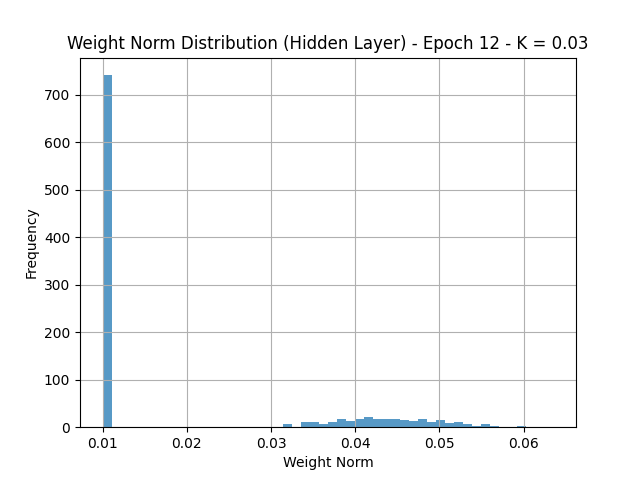 Weight Norm Distribution (Hidden Layer) - Epoch 12 - K = 0.03
700
600
500
400
300
200
100
0
Frequency
0.01 0.02 0.03 0.04 0.05 0.06
Weight Norm